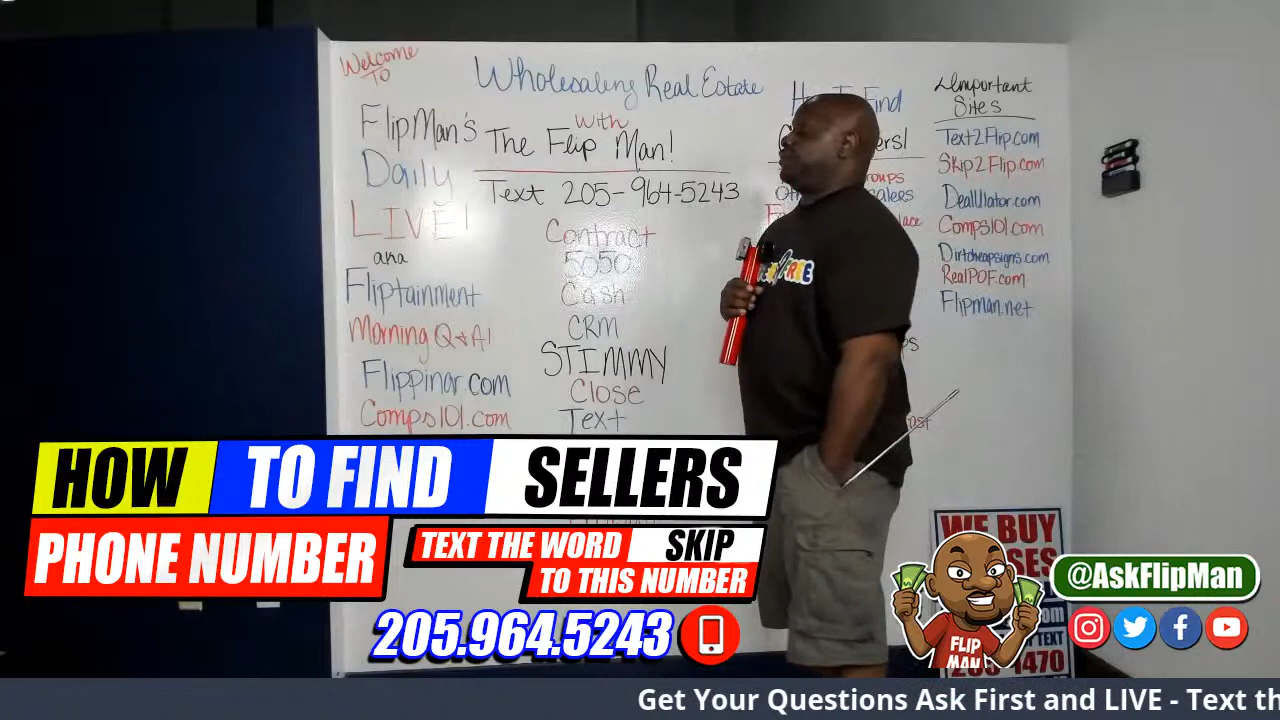 Welcome
To
FlipMan's
Daily
LIVE!
aka
Fliptainment
Morning Q&A!
Flippinar.com
Comps101.com
Wholesaleng Real Estate
with
The Flip Man!
Text 205-964-5243
Contract
5050
Cash
CRM
STIMMY
Close
Text
Find
Important
Sites
Text2Flip.com
Skip2Flip.com
DealUlator.com
Comps101.com
Dirtcheapsigns.com
RealPOF.com
Flipman.net
HOW TO FIND SELLERS
PHONE NUMBER
TEXT THE WORD SKIP
TO THIS NUMBER
205.964.5243
WE BUY
FLIP
MAN
@AskFlipMan
Get Your Questions Ask First and LIVE - Text th